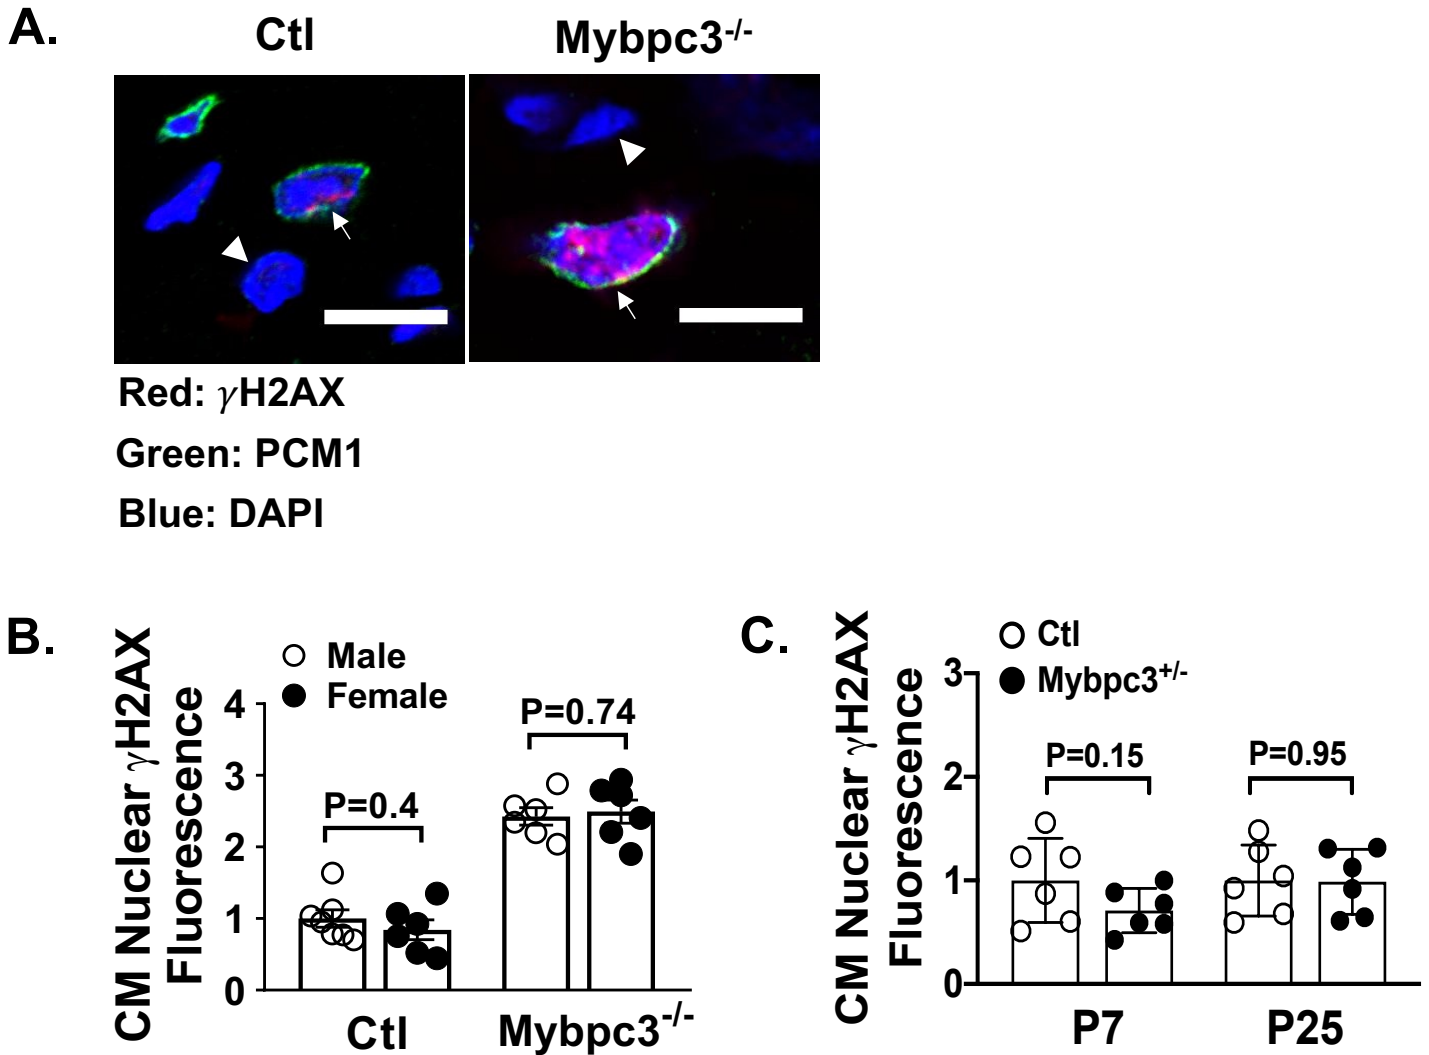 A.
Ctl
Mybpc3-/-
Red: γH2AX
Green: PCM1
Blue: DAPI
B.
CM Nuclear γH2AX
Fluorescence
Male
Female
4
3
2
1
0
P=0.4
P=0.74
Ctl
Mybpc3-/-
C.
CM Nuclear γH2AX
Fluorescence
Ctl
Mybpc3+/-
3
2
1
0
P=0.15
P=0.95
P7
P25